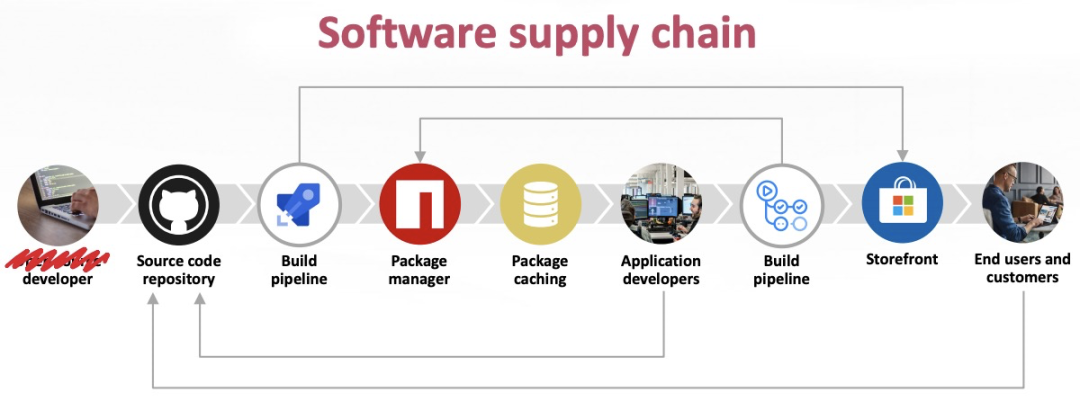 Software supply chain
developer
Source code
repository
Build
pipeline
Package
manager
Package
caching
Application
developers
Build
pipeline
Storefront
End users and
customers